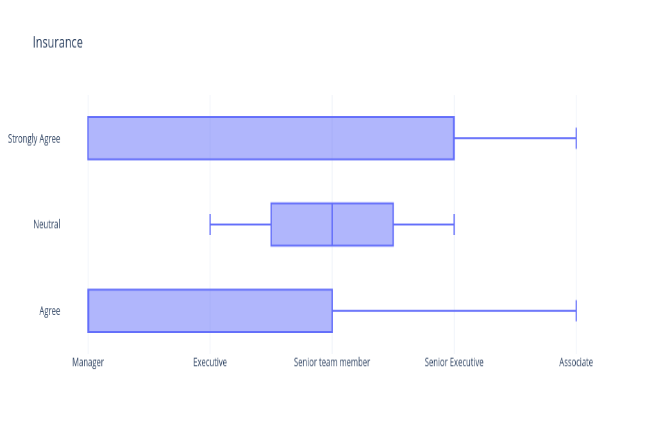 Insurance
Strongly Agree
Neutral
Agree
Manager Executive Senior team member Senior Executive Associate